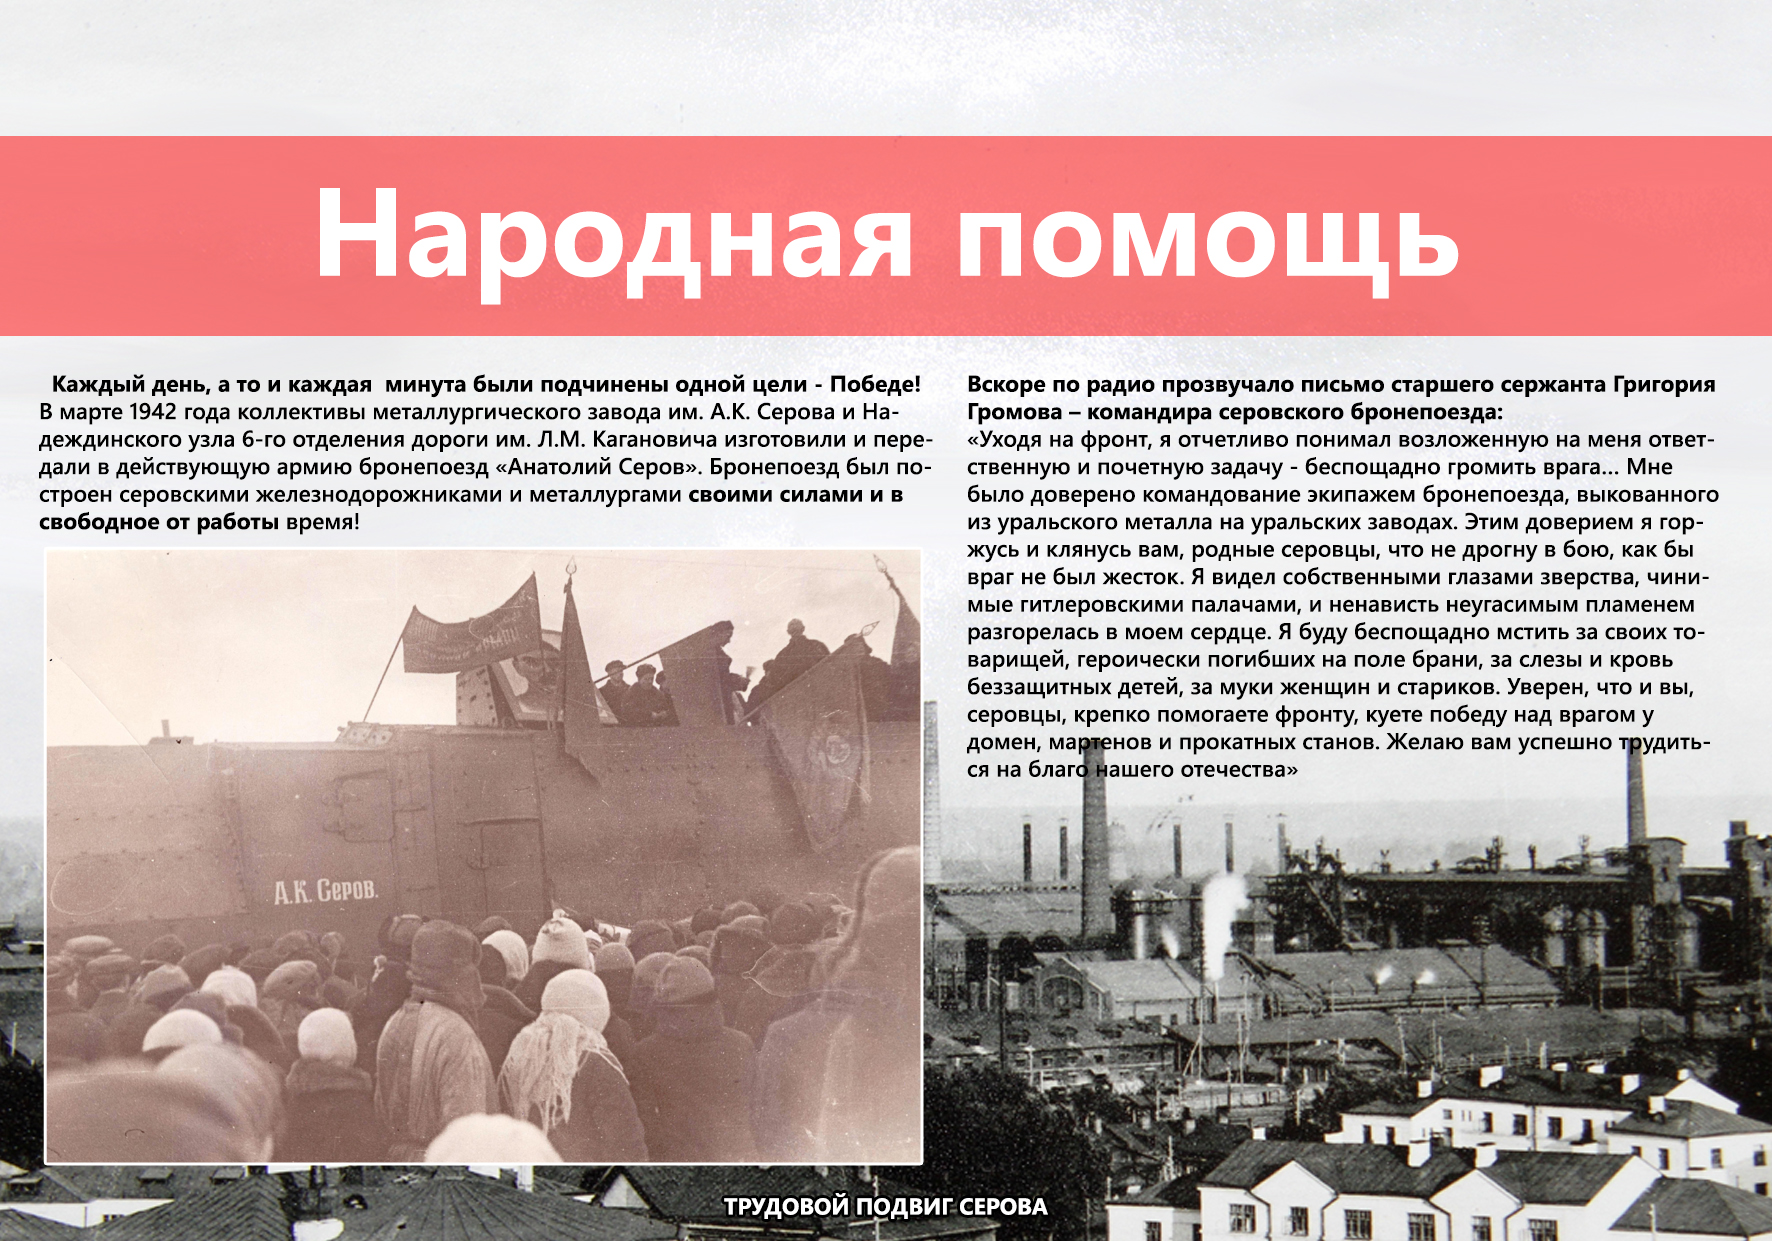 Народная помощь
Каждый день, а то и каждая  минута были подчинены одной цели - Победе!
В марте 1942 года коллективы металлургического завода им. А.К. Серова и На-
деждинского узла 6-го отделения дороги им. Л.М. Кагановича изготовили и пере-
дали в действующую армию бронепоезд «Анатолий Серов». Бронепоезд был по-
строен серовскими железнодорожниками и металлургами своими силами и в
свободное от работы время!
А.К. Серов.
Вскоре по радио прозвучало письмо старшего сержанта Григория
Громова – командира серовского бронепоезда:
«Уходя на фронт, я отчетливо понимал возложенную на меня ответ-
ственную и почетную задачу - беспощадно громить врага... Мне
было доверено командование экипажем бронепоезда, выкованного
из уральского металла на уральских заводах. Этим доверием я гор-
жусь и клянусь вам, родные серовцы, что не дрогну в бою, как бы
враг не был жесток. Я видел собственными глазами зверства, чини-
мые гитлеровскими палачами, и ненависть неугасимым пламенем
разгорелась в моем сердце. Я буду беспощадно мстить за своих то-
варищей, героически погибших на поле брани, за слезы и кровь
беззащитных детей, за муки женщин и стариков. Уверен, что и вы,
серовцы, крепко помогаете фронту, куете победу над врагом у
домен, мартенов и прокатных станов. Желаю вам успешно трудить-
ся на благо нашего отечества»
ТРУДОВОЙ ПОДВИГ СЕРОВА